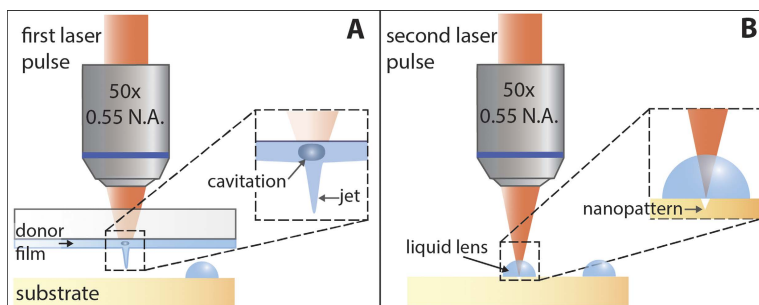 A
first laser
pulse
50x
0.55 N.A.
cavitation
jet
donor
film
substrate
B
second laser
pulse
50x
0.55 N.A.
nanopattern
liquid lens